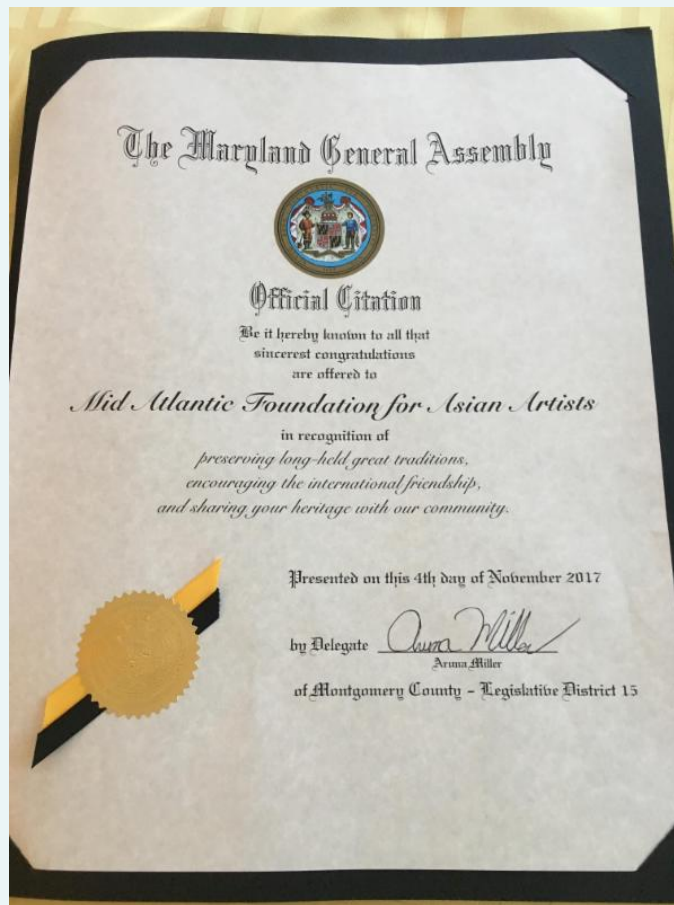 The Maryland General Assembly
Official Citation
Be it hereby known to all that
sincerest congratulations
are offered to
Mid Atlantic Foundation for Asian Artists
in recognition of
preserving long-held great traditions,
encouraging the international friendship,
and sharing your heritage with our community.
Presented on this 4th day of November 2017
by Delegate Aruna Miller
Aruna Miller
of Montgomery County - Legislative District 15